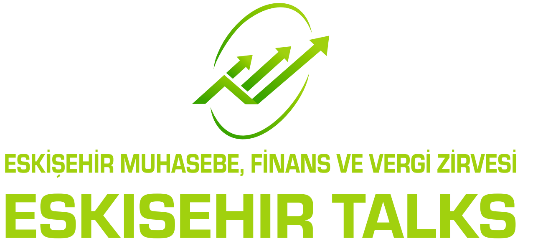 ESKİŞEHİR MUHASEBE, FİNANS VE VERGİ ZİRVESİ
ESKISEHIR TALKS